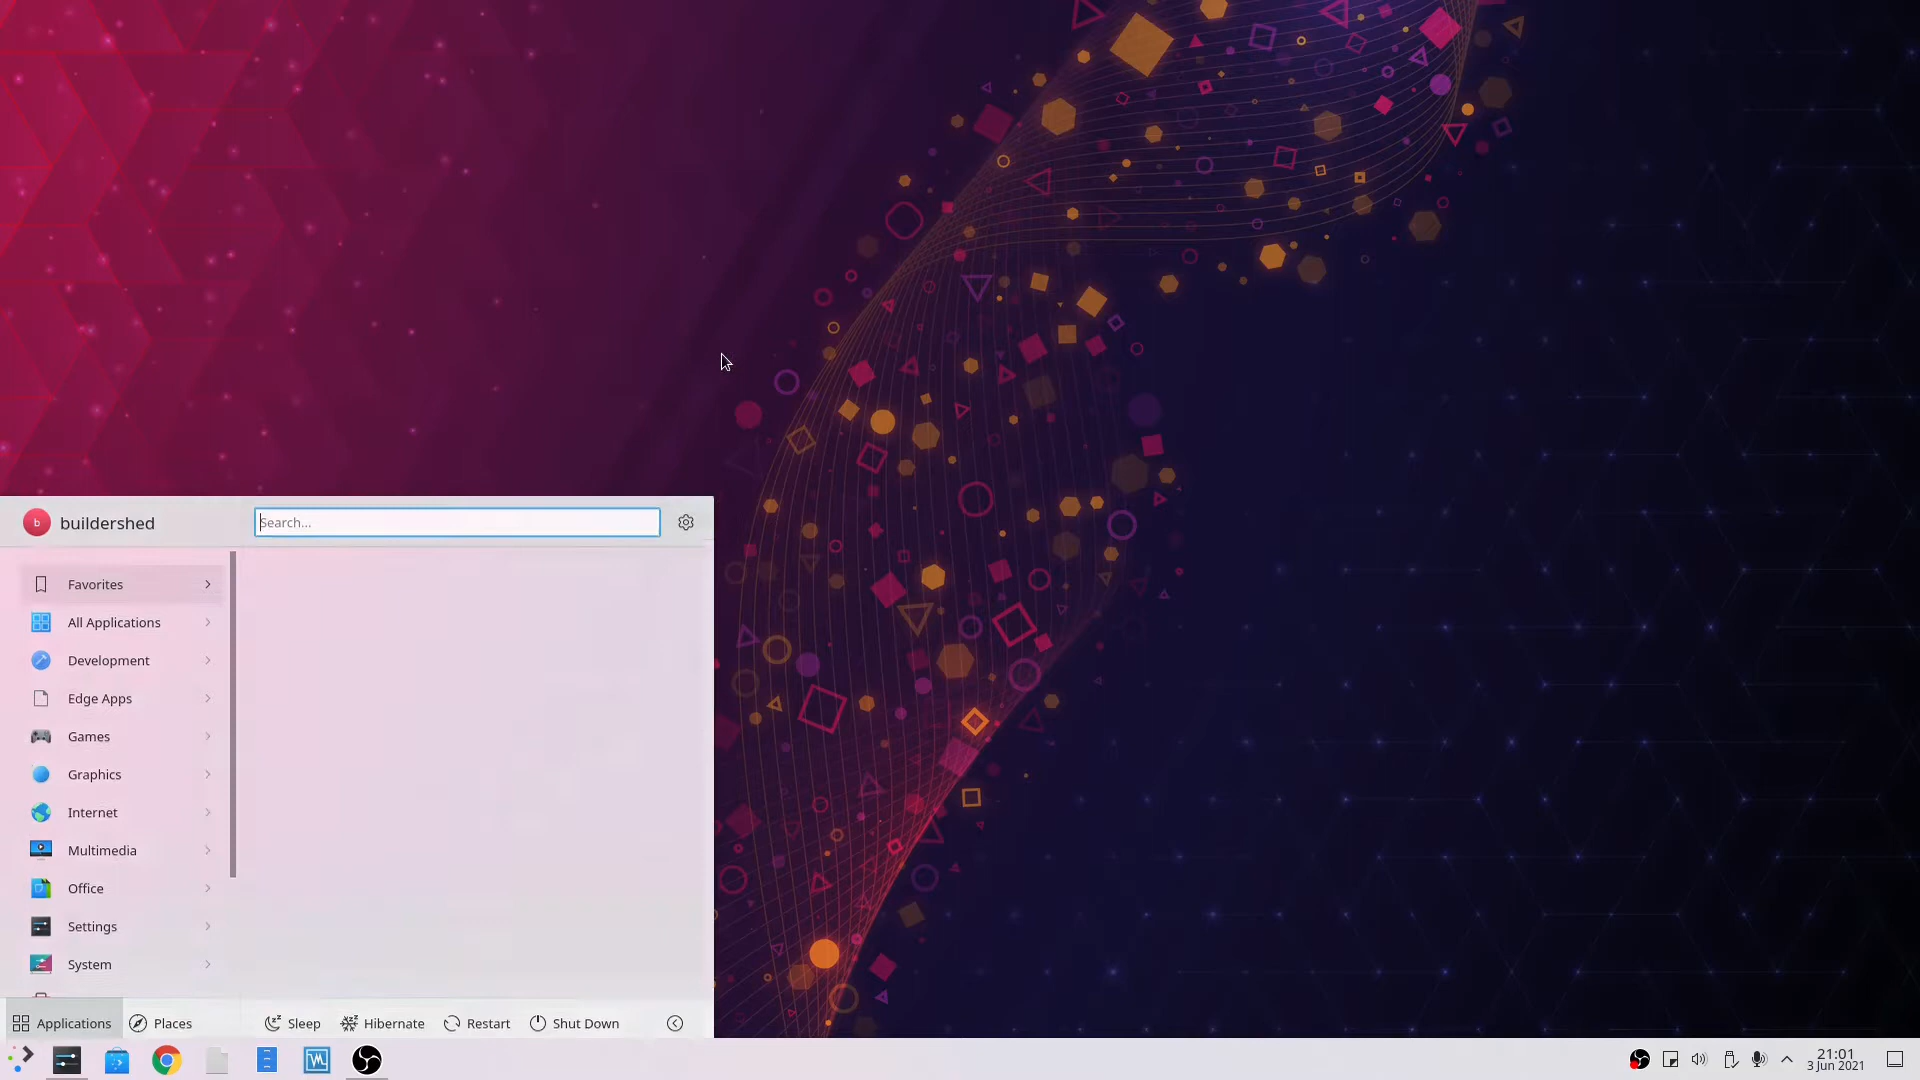 b
buildershed
Search...
Favorites
All Applications
Development
Edge Apps
Games
Graphics
Internet
Multimedia
Office
Settings
System
Applications
Places
Sleep
Hibernate
Restart
Shut Down
21:01
3 Jun 2021